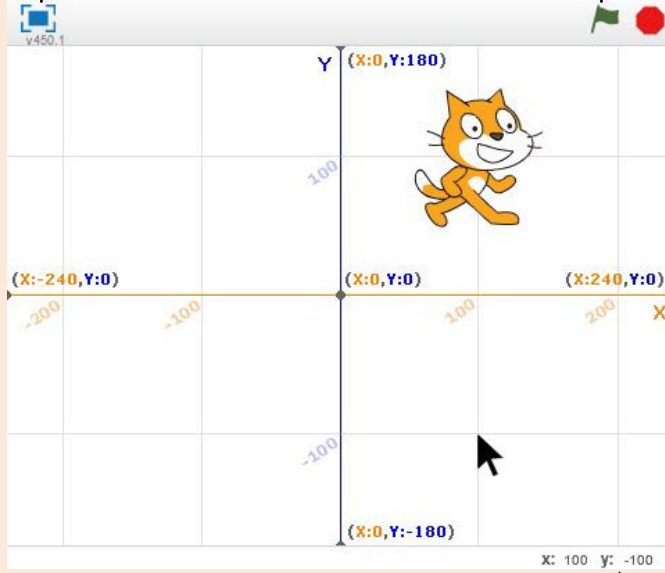 v450.1
Y (X:0,Y:180)
100
(X:-240,Y:0) (X:0,Y:0) (X:240,Y:0)
-200 -100 100 200 X
-100
(X:0,Y:-180)
x: 100 y: -100